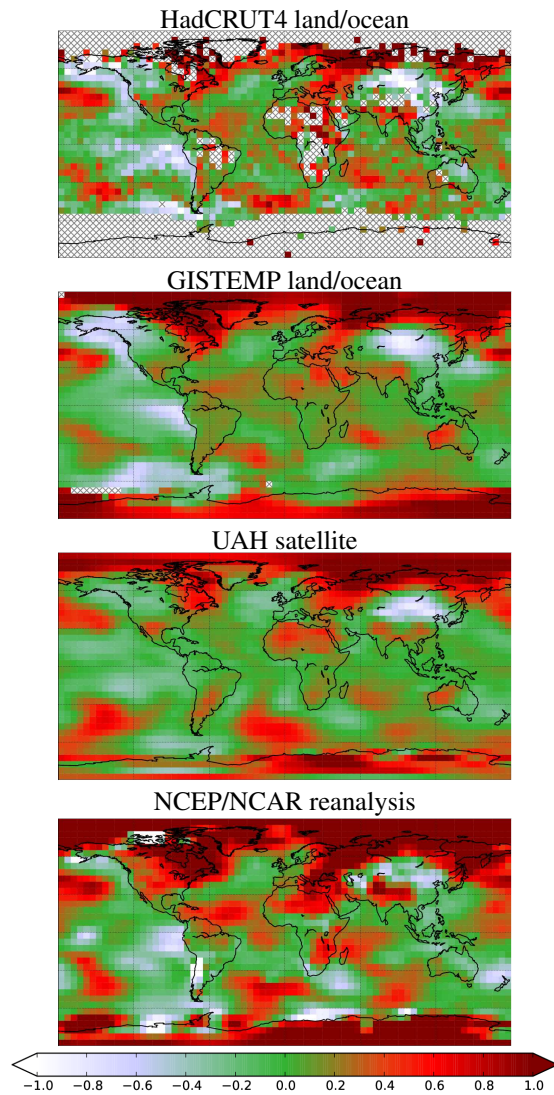 HadCRUT4 land/ocean
GISTEMP land/ocean
UAH satellite
NCEP/NCAR reanalysis
−1.0 −0.8 −0.6 −0.4 −0.2 0.0 0.2 0.4 0.6 0.8 1.0